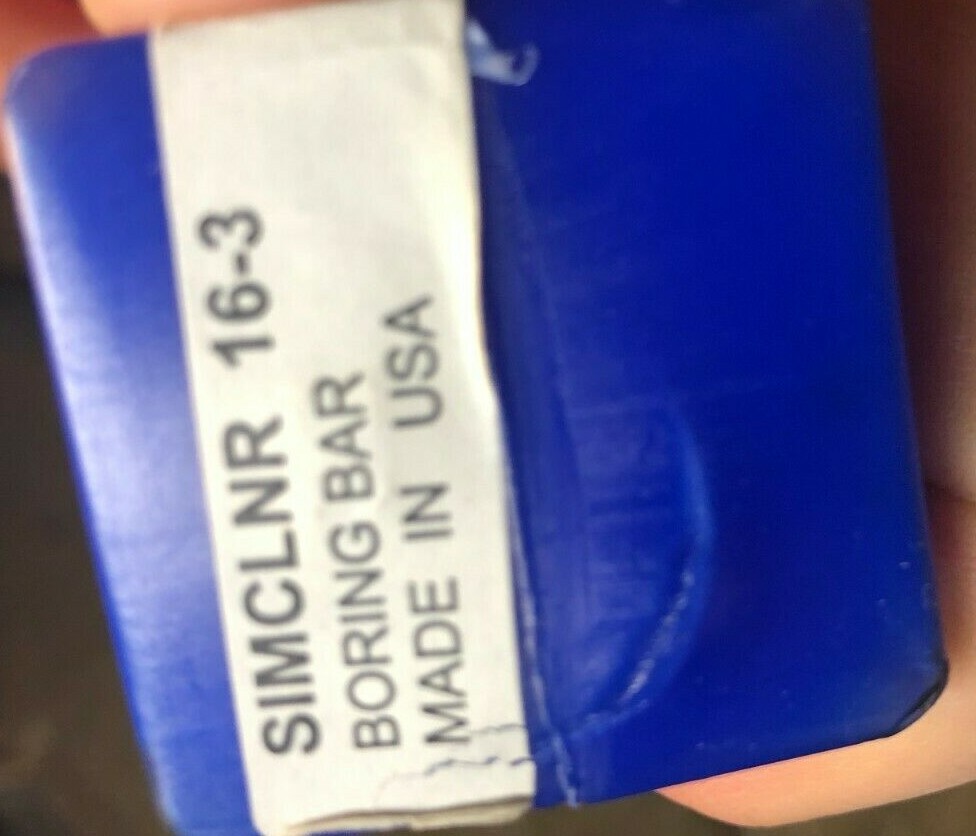 SIMCLNR 16-3
BORING BAR
MADE IN USA